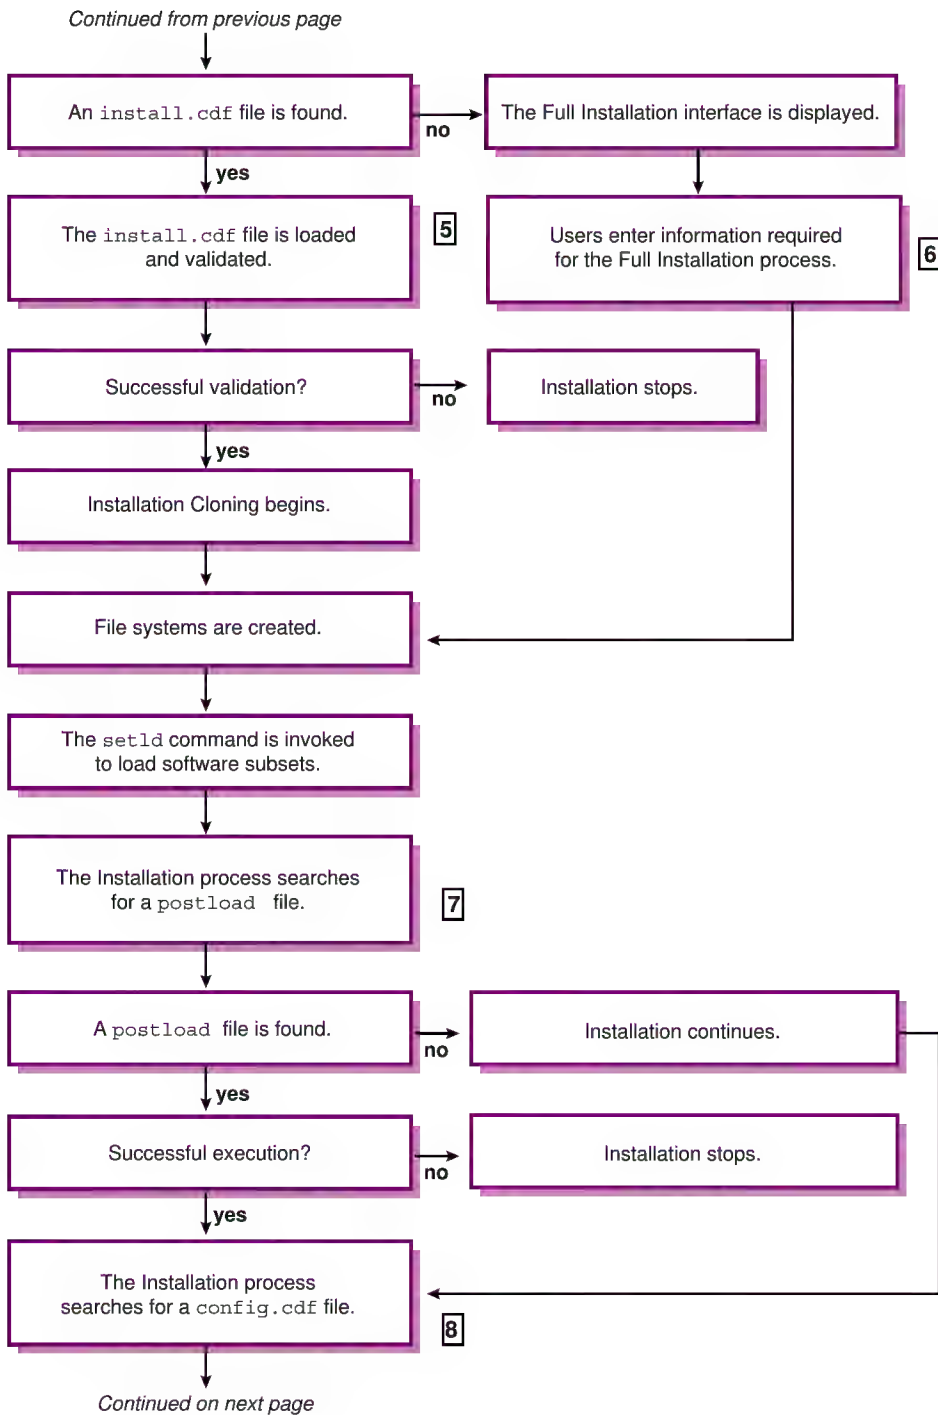 Continued from previous page
An install.cdf file is found.
no
The Full Installation interface is displayed.
yes
The install.cdf file is loaded
and validated.
5
Users enter information required
for the Full Installation process.
6
Successful validation?
no
Installation stops.
yes
Installation Cloning begins.
File systems are created.
The setld command is invoked
to load software subsets.
The Installation process searches
for a postload file.
7
A postload file is found.
no
Installation continues.
yes
Successful execution?
no
Installation stops.
yes
The Installation process
searches for a config.cdf file.
8
Continued on next page